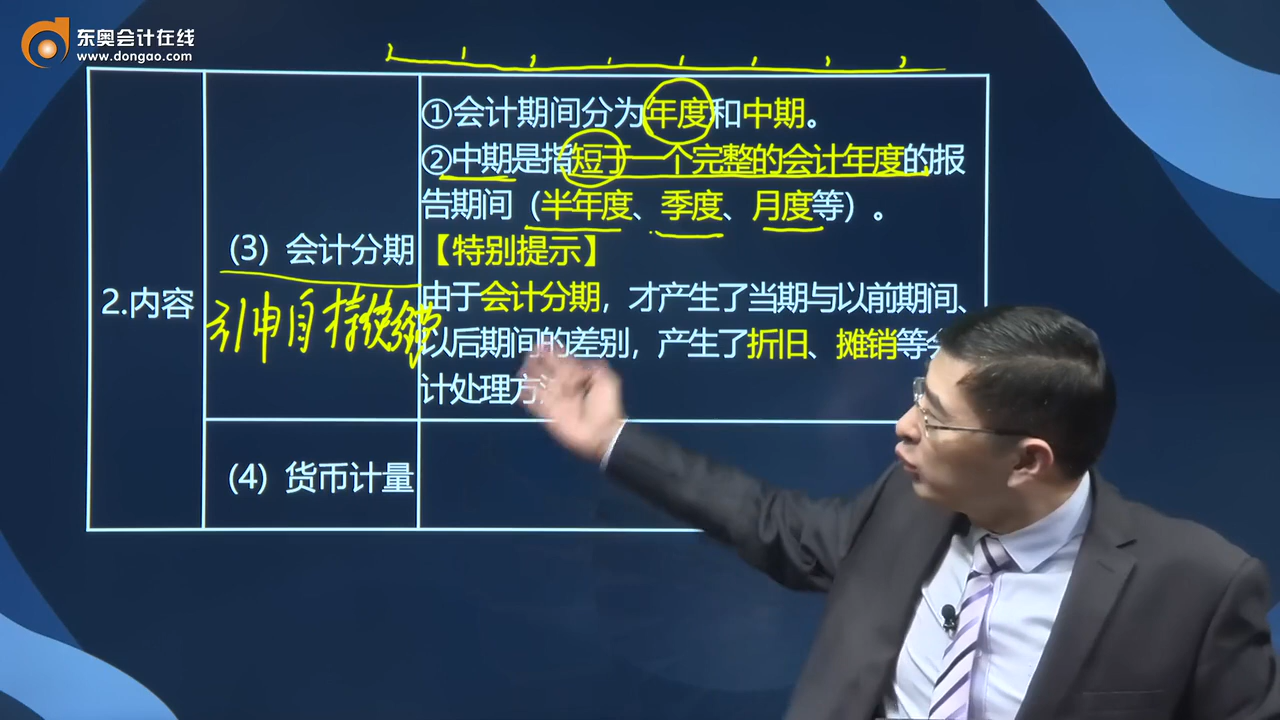 东奥会计在线
www.dongao.com
①会计期间分为年度和中期。
②中期是指短于一个完整的会计年度的报
告期间（半年度、季度、月度等）。
(3) 会计分期
【特别提示】
由于会计分期，才产生了当期与以前期间、
以后期间的差别，产生了折旧、摊销等会
计处理方
2.内容
引申自持续经营
(4) 货币计量